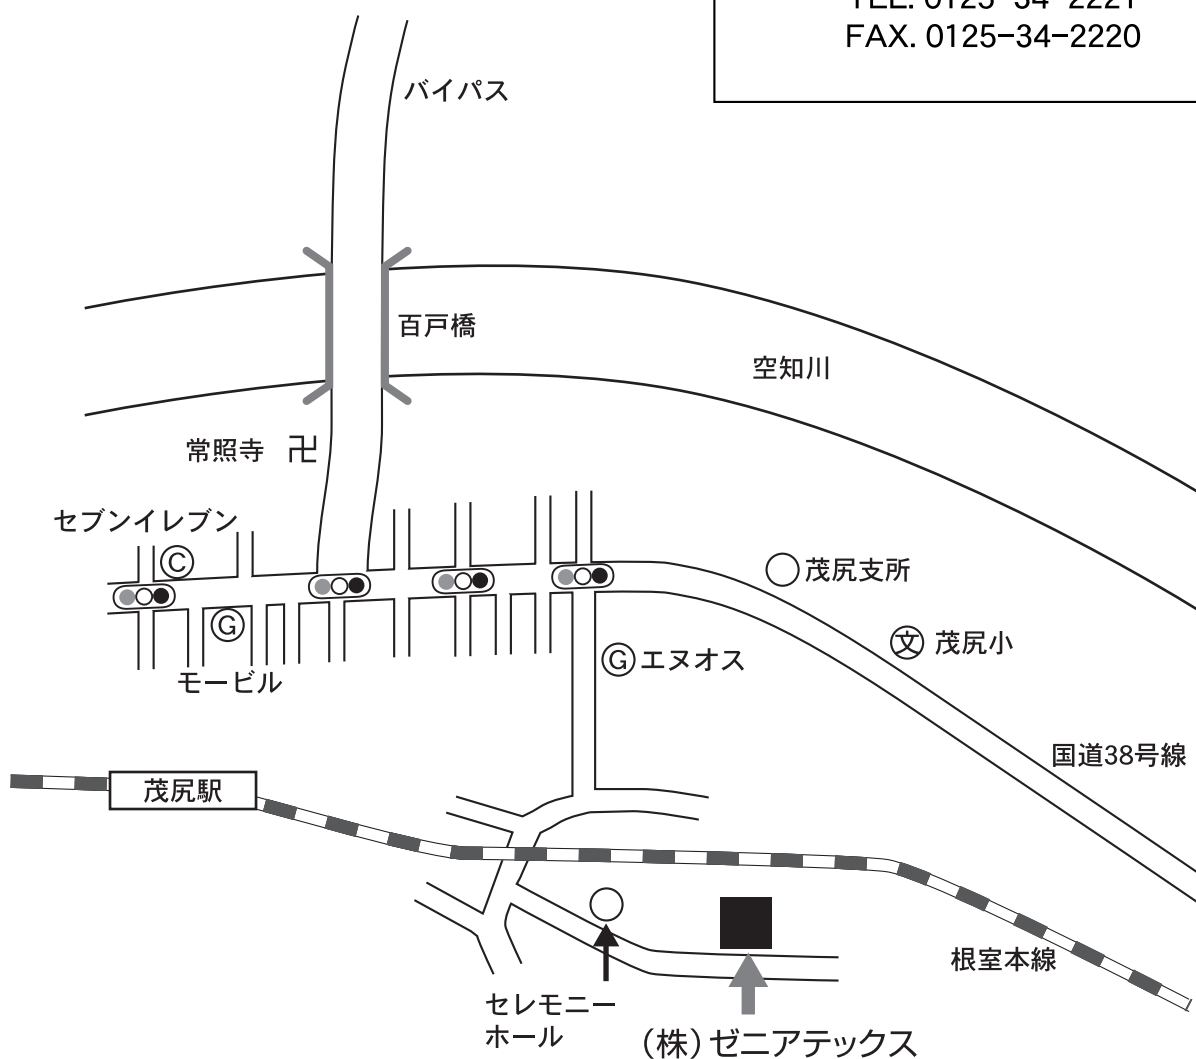 TEL. 0125-34-2221
FAX. 0125-34-2220
バイパス
百戸橋
空知川
常照寺 卍
セブンイレブン
C
G
モービル
茂尻支所
文 茂尻小
G エヌオス
国道38号線
茂尻駅
根室本線
セレモニー
ホール
(株)ゼニアテックス